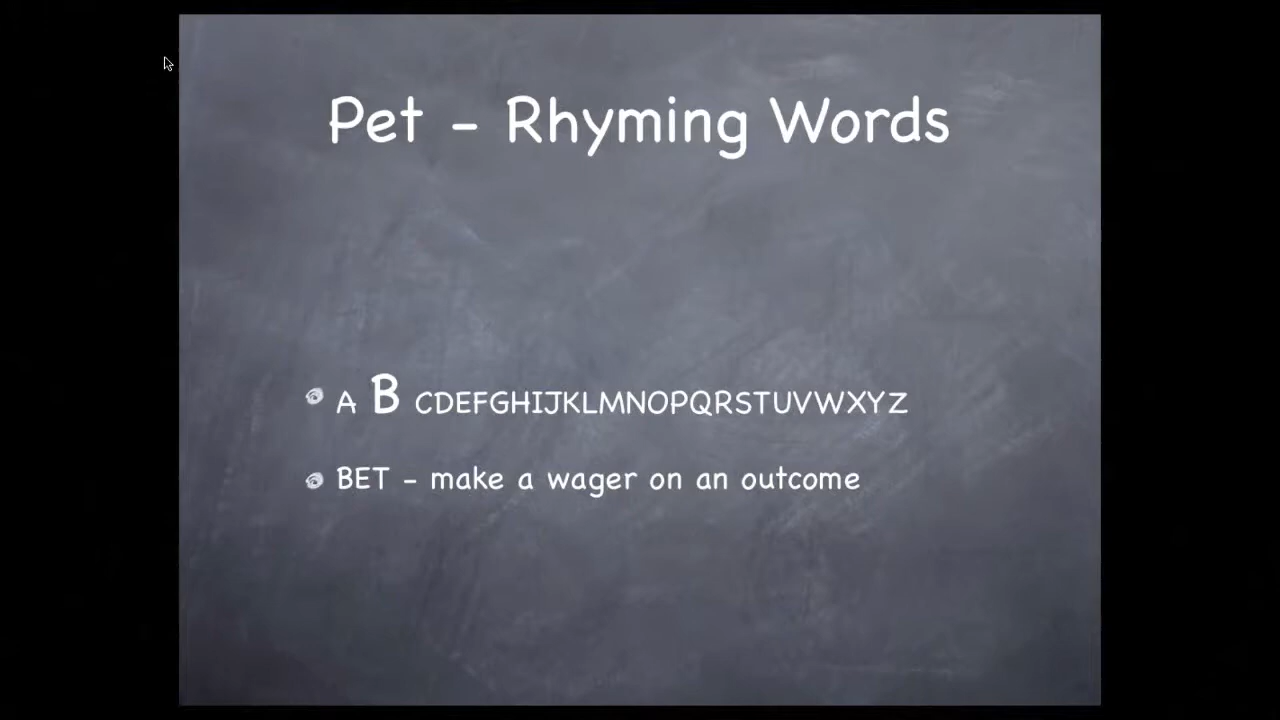 Pet - Rhyming Words
A B CDEFGHIJKLMNOPQRSTUVWXYZ
BET - make a wager on an outcome